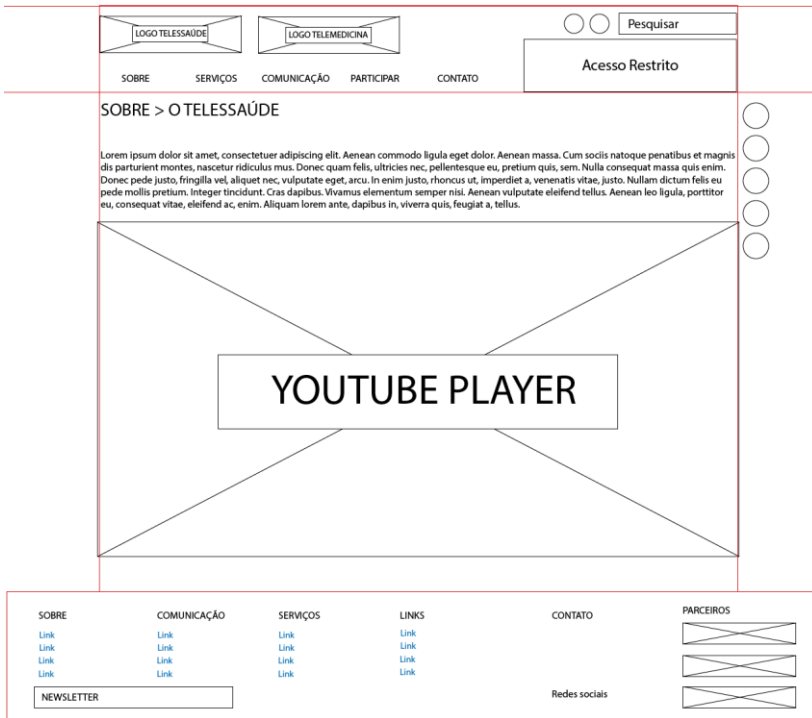 LOGO TELESSAÚDE
LOGO TELEMEDICINA
Pesquisar
Acesso Restrito
SOBRE SERVIÇOS COMUNICAÇÃO PARTICIPAR CONTATO
SOBRE > O TELESSAÚDE
Lorem ipsum dolor sit amet, consectetuer adipiscing elit. Aenean commodo ligula eget dolor. Aenean massa. Cum sociis natoque penatibus et magnis
dis parturient montes, nascetur ridiculus mus. Donec quam felis, ultricies nec, pellentesque eu, pretium quis, sem. Nulla consequat massa quis enim.
Donec pede justo, fringilla vel, aliquet nec, vulputate eget, arcu. In enim justo, rhoncus ut, imperdiet a, venenatis vitae, justo. Nullam dictum felis eu
pede mollis pretium. Integer tincidunt. Cras dapibus. Vivamus elementum semper nisi. Aenean vulputate eleifend tellus. Aenean leo ligula, porttitor
eu, consequat vitae, eleifend ac, enim. Aliquam lorem ante, dapibus in, viverra quis, feugiat a, tellus.
YOUTUBE PLAYER
SOBRE
Link
Link
Link
Link
COMUNICAÇÃO
Link
Link
Link
Link
SERVIÇOS
Link
Link
Link
Link
LINKS
Link
Link
Link
Link
CONTATO
PARCEIROS
NEWSLETTER
Redes sociais